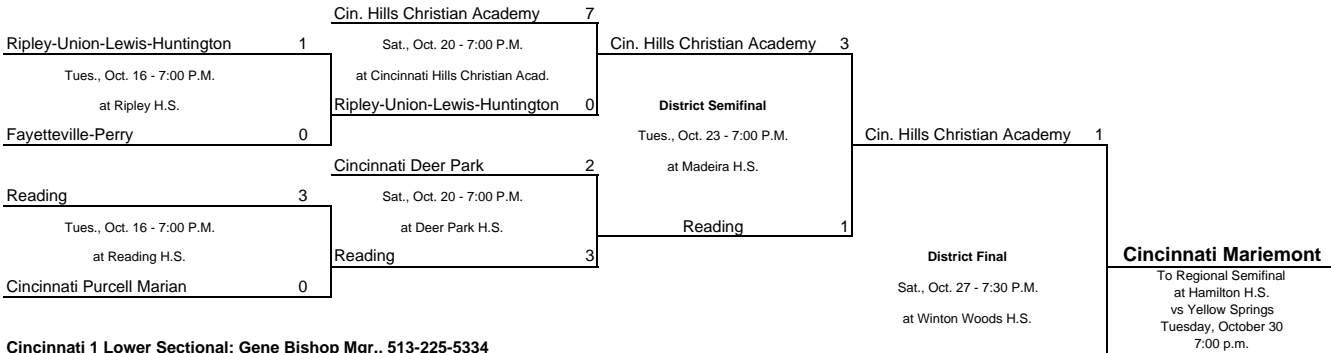 Cin. Hills Christian Academy 7
Ripley-Union-Lewis-Huntington 1
Sat., Oct. 20 - 7:00 P.M.
Cin. Hills Christian Academy 3
Tues., Oct. 16 - 7:00 P.M.
at Cincinnati Hills Christian Acad.
at Ripley H.S.
Ripley-Union-Lewis-Huntington 0
District Semifinal
Fayetteville-Perry 0
Tues., Oct. 23 - 7:00 P.M.
Cin. Hills Christian Academy 1
Cincinnati Deer Park 2
at Madeira H.S.
Reading 3
Sat., Oct. 20 - 7:00 P.M.
Tues., Oct. 16 - 7:00 P.M.
at Deer Park H.S.
Reading 1
at Reading H.S.
Reading 3
District Final
Cincinnati Mariemont
Cincinnati Purcell Marian 0
Sat., Oct. 27 - 7:30 P.M.
To Regional Semifinal
at Hamilton H.S.
at Winton Woods H.S.
vs Yellow Springs
Tuesday, October 30
7:00 p.m.
Cincinnati 1 Lower Sectional: Gene Bishop Mgr., 513-225-5334